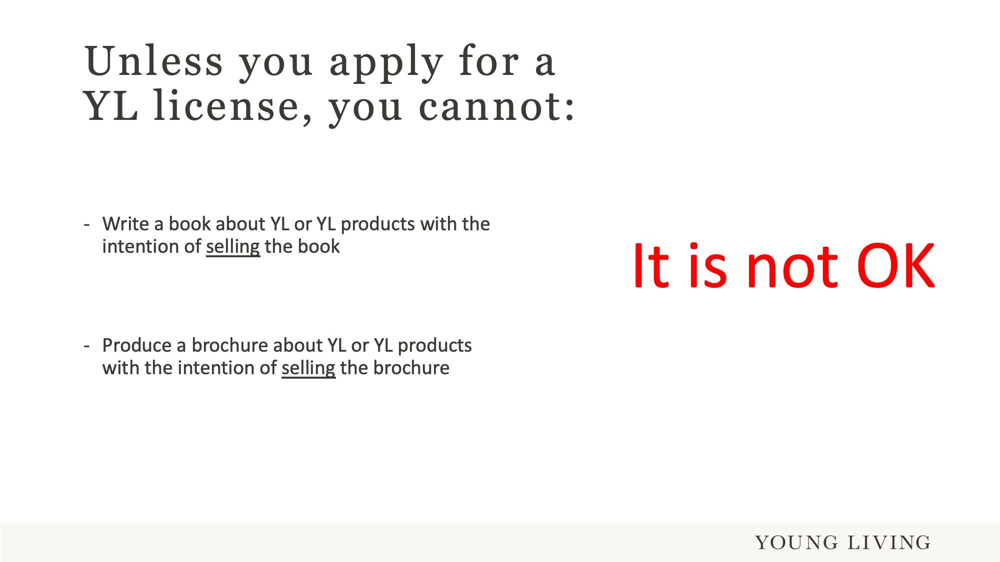 Unless you apply for a
YL license, you cannot:
- Write a book about YL or YL products with the
intention of selling the book
It is not OK
- Produce a brochure about YL or YL products
with the intention of selling the brochure
YOUNG LIVING